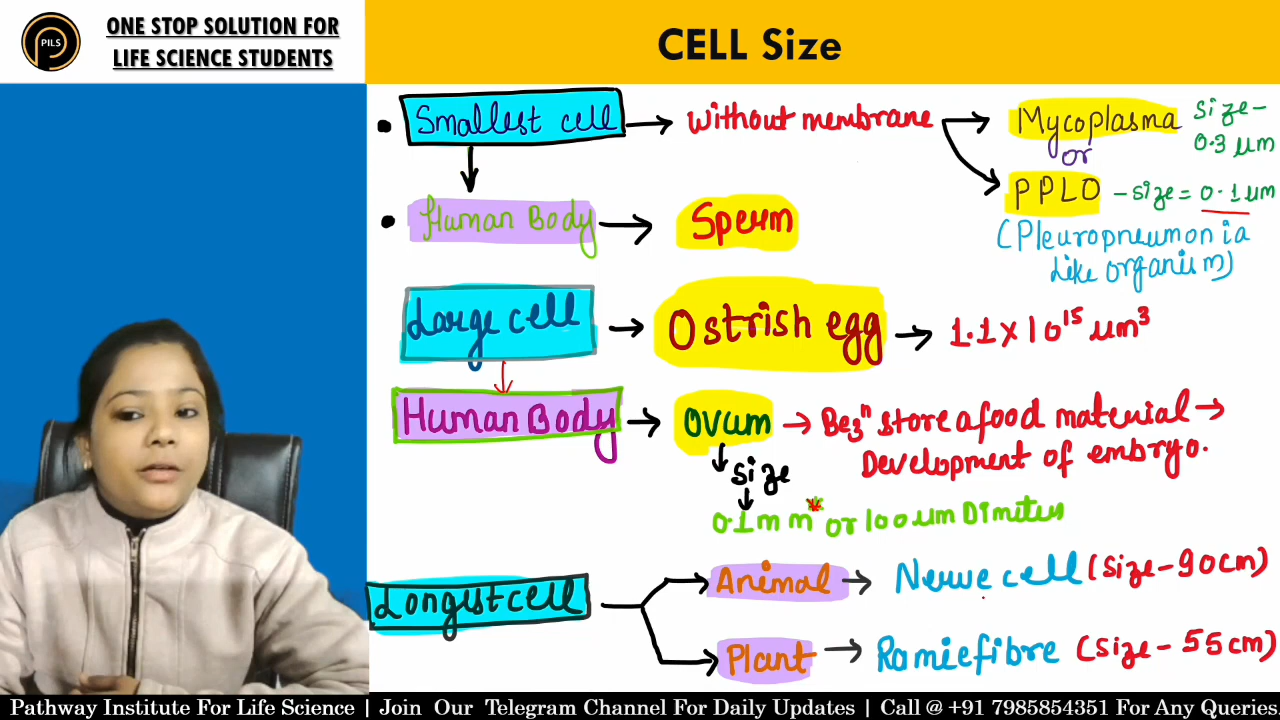 PILS
ONE STOP SOLUTION FOR
LIFE SCIENCE STUDENTS
CELL Size
• Smallest cell → without membrane → Mycoplasma size - 0.3 µm
or
PPLO - size = 0.1 µm
(Pleuropneumonia
like organism)
• Human Body → Sperm
Large cell → Ostrish egg → 1.1 x 10¹⁵ µm³
Human Body → Ovum → Be3ⁿ store a food material →
Development of embryo.
size
0.1 mm or 100 µm Dimiter
Longest cell → Animal → Nerve cell (size - 90cm)
Plant → Ramiefibre (size - 55cm)
Pathway Institute For Life Science | Join Our Telegram Channel For Daily Updates | Call @ +91 7985854351 For Any Queries